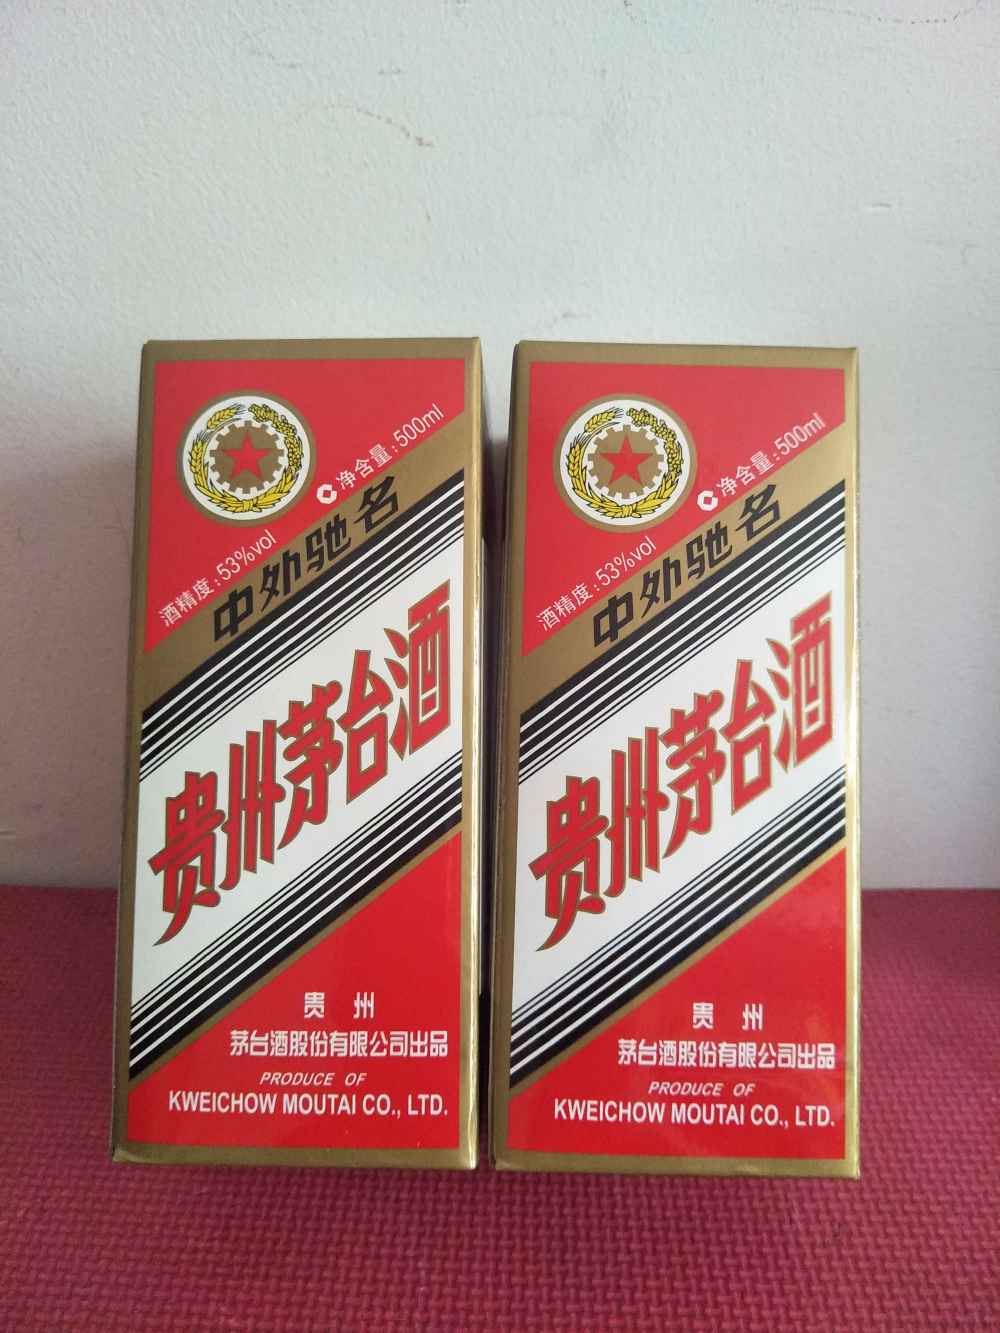 净含量:500ml
酒精度:53%vol
中外驰名
贵州茅台酒
贵州
茅台酒股份有限公司出品
PRODUCE OF
KWEICHOW MOUTAI CO., LTD.
净含量:500ml
酒精度:53%vol
中外驰名
贵州茅台酒
贵州
茅台酒股份有限公司出品
PRODUCE OF
KWEICHOW MOUTAI CO., LTD.